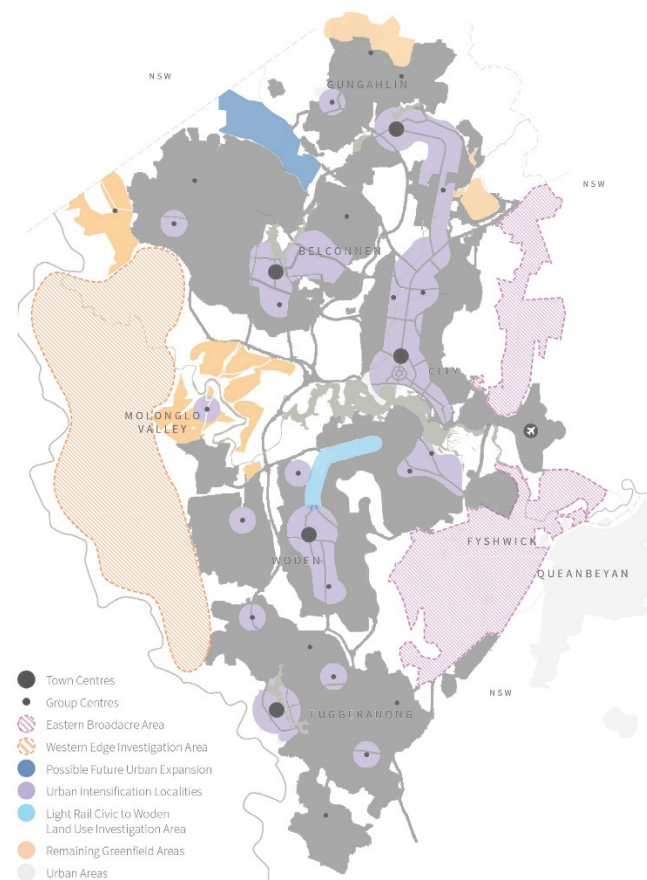 NSW
GUNGAHLIN
NSW
BELCONNEN
CITY
MOLONGLO
VALLEY
FYSHWICK
WODEN
QUEANBEYAN
NSW
TUGGERANONG
Town Centres
Group Centres
Eastern Broadacre Area
Western Edge Investigation Area
Possible Future Urban Expansion
Urban Intensification Localities
Light Rail Civic to Woden
Land Use Investigation Area
Remaining Greenfield Areas
Urban Areas